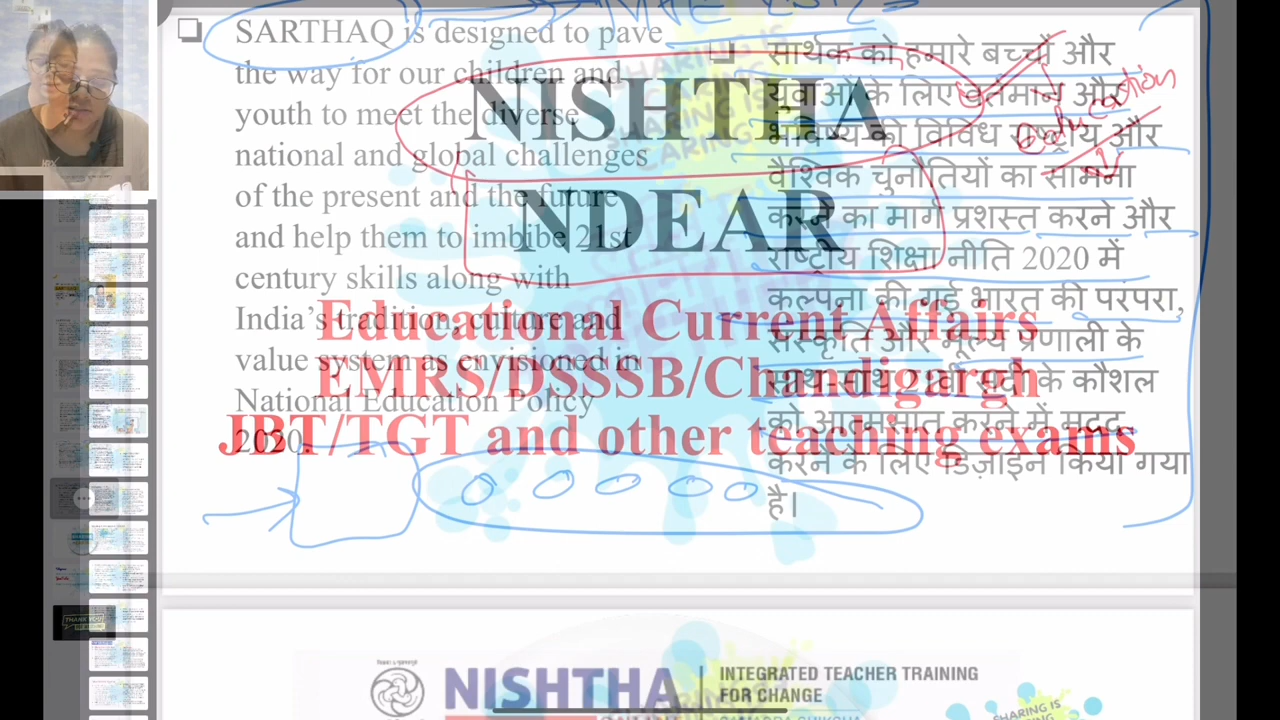 ❑ SARTHAQ is designed to pave
the way for our children and
youth to meet the diverse
national and global challenges
of the present and the future
and help them to imbibe 21st
century skills along with
India's tradition, culture and
value system as envisioned in
National Education Policy
2020.
❑ सार्थक को हमारे बच्चों और
युवाओं के लिए वर्तमान और
भविष्य की विविध राष्ट्रीय और
वैश्विक चुनौतियों का सामना
करने का मार्ग प्रशस्त करने और
राष्ट्रीय शिक्षा नीति 2020 में
कल्पना की गई भारत की परंपरा,
संस्कृति और मूल्य प्रणाली के
साथ-साथ 21वीं सदी के कौशल
को आत्मसात करने में मदद
करने के लिए डिज़ाइन किया गया
है।
NISHTHA
NDEAR
Educational Current Affairs
EMRS/DSSSB/Chandigargh
JBT/TGT and other teaching exams
Education
NISHTHA
INTEGRATED TEACHER TRAINING
FOR CHANGE
SAMAGRA SHIKSHA
SHARING IS